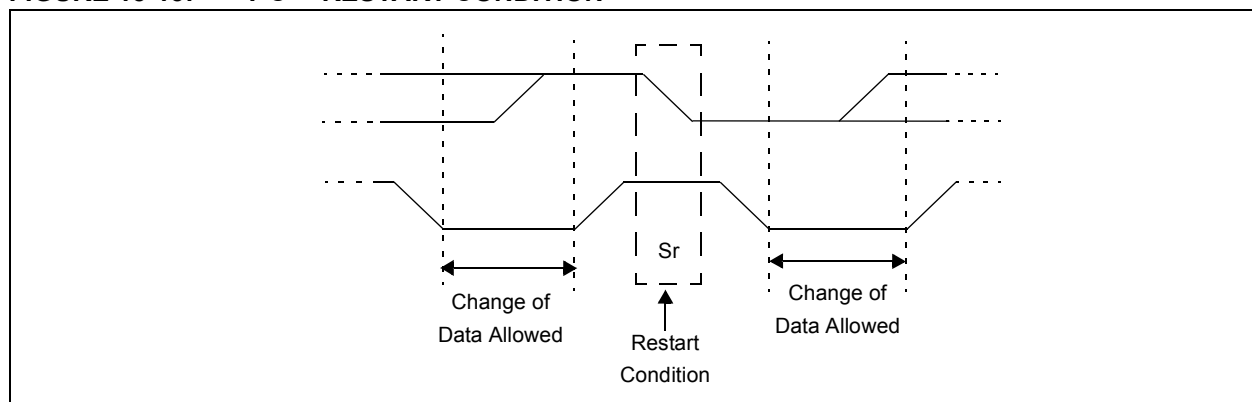 Sr
Change of
Data Allowed
Restart
Condition
Change of
Data Allowed